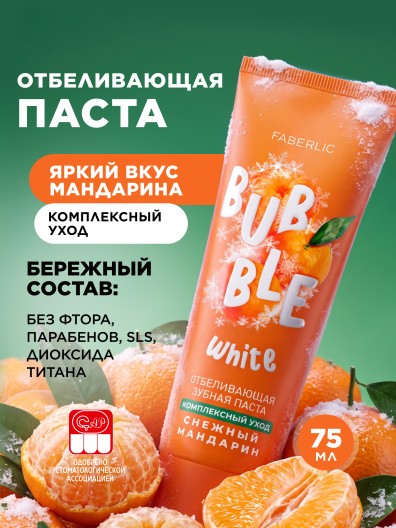 ОТБЕЛИВАЮЩАЯ
ПАСТА
ЯРКИЙ ВКУС
МАНДАРИНА
КОМПЛЕКСНЫЙ
УХОД
БЕРЕЖНЫЙ
СОСТАВ:
БЕЗ ФТОРА,
ПАРАБЕНОВ, SLS,
ДИОКСИДА
ТИТАНА
FABERLIC
BUB
BLE
White
ОТБЕЛИВАЮЩАЯ
ЗУБНАЯ ПАСТА
КОМПЛЕКСНЫЙ УХОД
СНЕЖНЫЙ
МАНДАРИН
75
МЛ
ОДОБРЕНО
СТОМАТОЛОГИЧЕСКОЙ
АССОЦИАЦИЕЙ